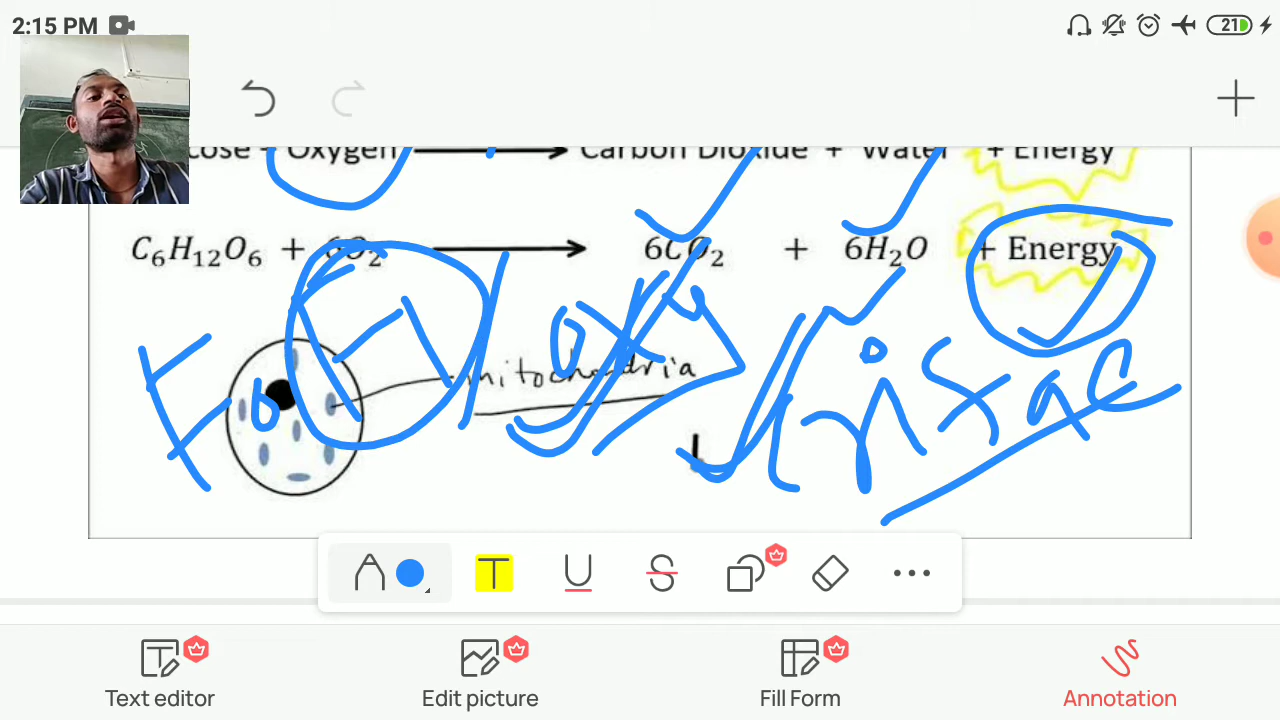 2:15 PM 21
cose - Oxygen Carbon Dioxide + Water + Energy
C₆H₁₂O₆ + 6O₂ 6CO₂ + 6H₂O + Energy
mitochondria
Text editor Edit picture Fill Form Annotation